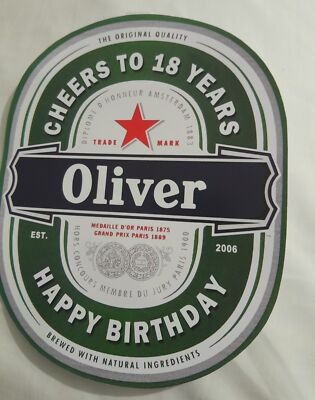 THE ORIGINAL QUALITY
CHEERS TO 18 YEARS
DIPLOME D'HONNEUR AMSTERDAM 1883
TRADE MARK
Oliver
MEDAILLE D'OR PARIS 1875
GRAND PRIX PARIS 1889
EST. 2006
HORS CONCOURS MEMBRE DU JURY PARIS 1900
HAPPY BIRTHDAY
BREWED WITH NATURAL INGREDIENTS